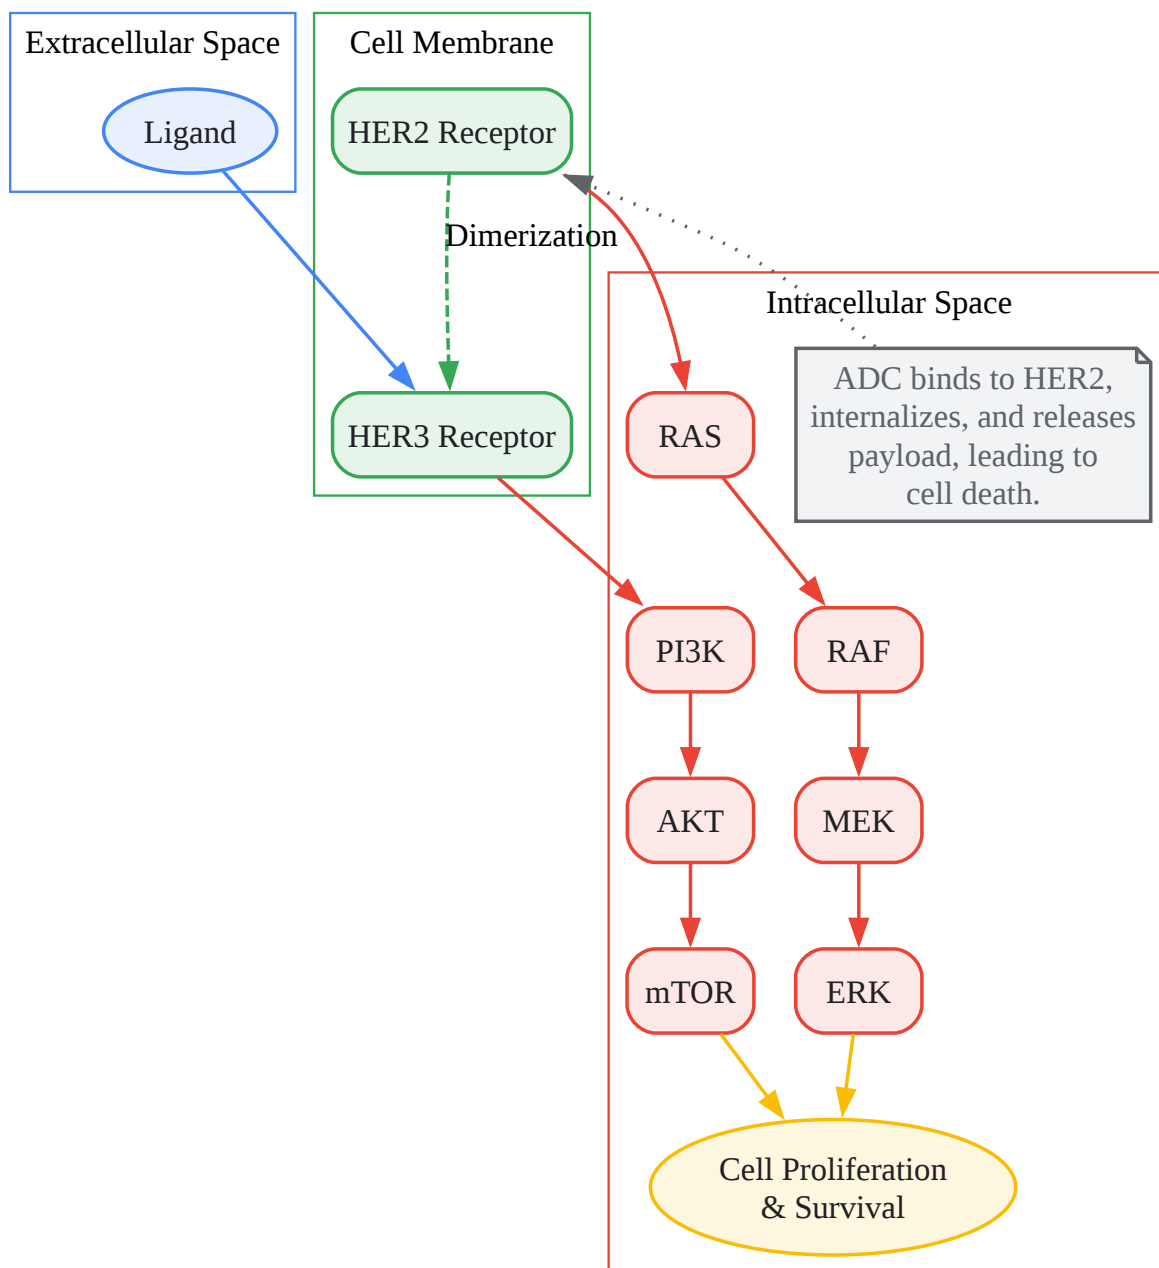 Extracellular Space
Cell Membrane
Ligand
HER2 Receptor
Dimerization
Intracellular Space
ADC binds to HER2,
internalizes, and releases
payload, leading to
cell death.
HER3 Receptor
RAS
PI3K
RAF
AKT
MEK
mTOR
ERK
Cell Proliferation
& Survival